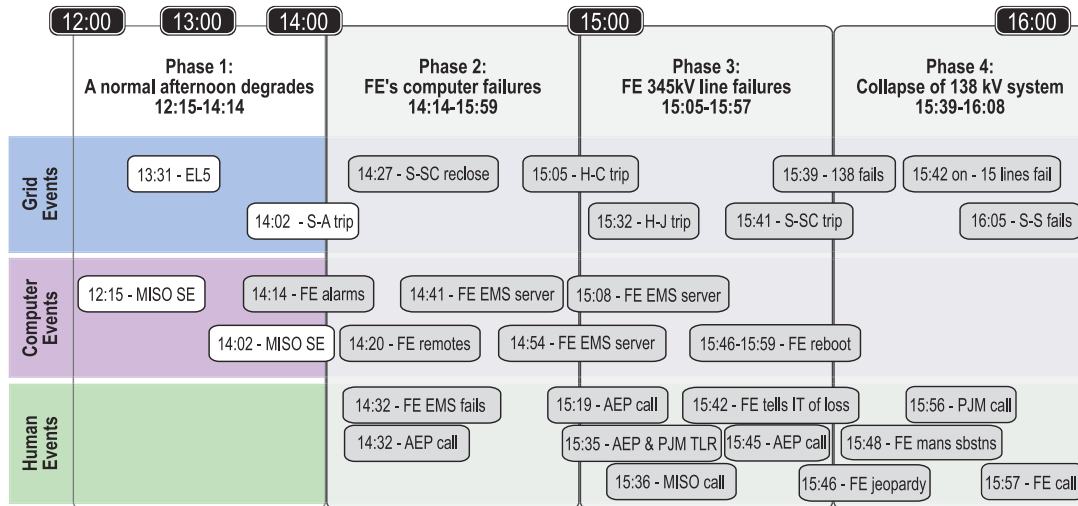 12:00
13:00
14:00
15:00
16:00
Phase 1:
A normal afternoon degrades
12:15-14:14
Phase 2:
FE's computer failures
14:14-15:59
Phase 3:
FE 345kV line failures
15:05-15:57
Phase 4:
Collapse of 138 kV system
15:39-16:08
Grid
Events
13:31 - EL5
14:27 - S-SC reclose
15:05 - H-C trip
15:39 - 138 fails
15:42 on - 15 lines fail
14:02 - S-A trip
15:32 - H-J trip
15:41 - S-SC trip
16:05 - S-S fails
Computer
Events
12:15 - MISO SE
14:14 - FE alarms
14:41 - FE EMS server
15:08 - FE EMS server
14:02 - MISO SE
14:20 - FE remotes
14:54 - FE EMS server
15:46-15:59 - FE reboot
Human
Events
14:32 - FE EMS fails
15:19 - AEP call
15:42 - FE tells IT of loss
15:56 - PJM call
14:32 - AEP call
15:35 - AEP & PJM TLR
15:45 - AEP call
15:48 - FE mans sbstns
15:36 - MISO call
15:46 - FE jeopardy
15:57 - FE call